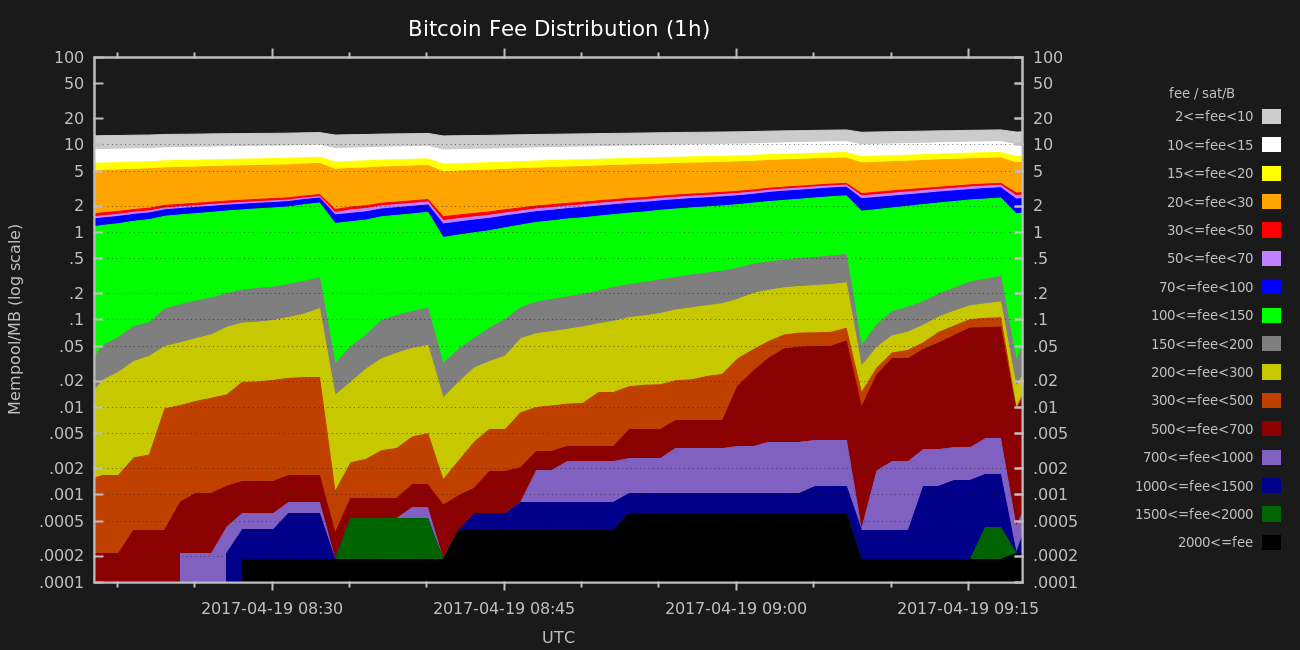 Bitcoin Fee Distribution (1h)
100 100
50 50
20 20
10 10
5 5
2 2
1 1
.5 .5
.2 .2
.1 .1
.05 .05
.02 .02
.01 .01
.005 .005
.002 .002
.001 .001
.0005 .0005
.0002 .0002
.0001 .0001
Mempool/MB (log scale)
2017-04-19 08:30 2017-04-19 08:45 2017-04-19 09:00 2017-04-19 09:15
UTC
fee / sat/B
2<=fee<10
10<=fee<15
15<=fee<20
20<=fee<30
30<=fee<50
50<=fee<70
70<=fee<100
100<=fee<150
150<=fee<200
200<=fee<300
300<=fee<500
500<=fee<700
700<=fee<1000
1000<=fee<1500
1500<=fee<2000
2000<=fee